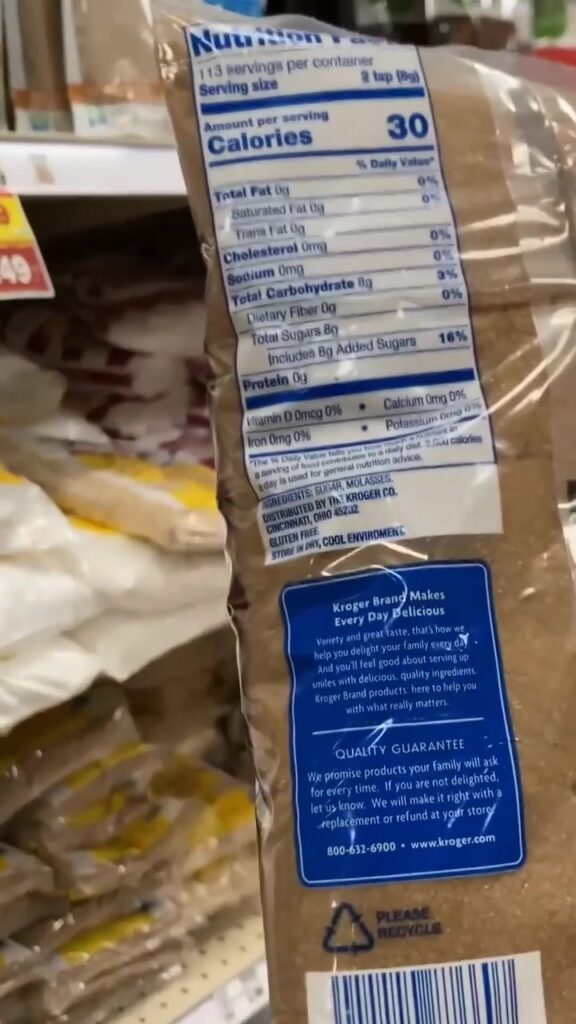 Nutrition Fac
113 servings per container
Serving size 2 tsp (8g)
Amount per serving
Calories 30
% Daily Value*
Total Fat 0g 0%
Saturated Fat 0g 0%
Trans Fat 0g
Cholesterol 0mg 0%
Sodium 0mg 0%
Total Carbohydrate 8g 3%
Dietary Fiber 0g 0%
Total Sugars 8g
Includes 8g Added Sugars 16%
Protein 0g
Vitamin D 0mcg 0% • Calcium 0mg 0%
Iron 0mg 0% • Potassium 0mg 0%
*The % Daily Value tells you how much a nutrient in
a serving of food contributes to a daily diet. 2,000 calories
a day is used for general nutrition advice.
INGREDIENTS: SUGAR, MOLASSES.
DISTRIBUTED BY THE KROGER CO.
CINCINNATI, OHIO 45202
GLUTEN FREE
STORE IN DRY, COOL ENVIROMENT.
Kroger Brand Makes
Every Day Delicious
Variety and great taste, that's how we
help you delight your family every day.
And you'll feel good about serving up
smiles with delicious, quality ingredients.
Kroger Brand products, here to help you
with what really matters.
QUALITY GUARANTEE
We promise products your family will ask
for every time. If you are not delighted,
let us know. We will make it right with a
replacement or refund at your store.
800-632-6900 • www.kroger.com
PLEASE
RECYCLE
49